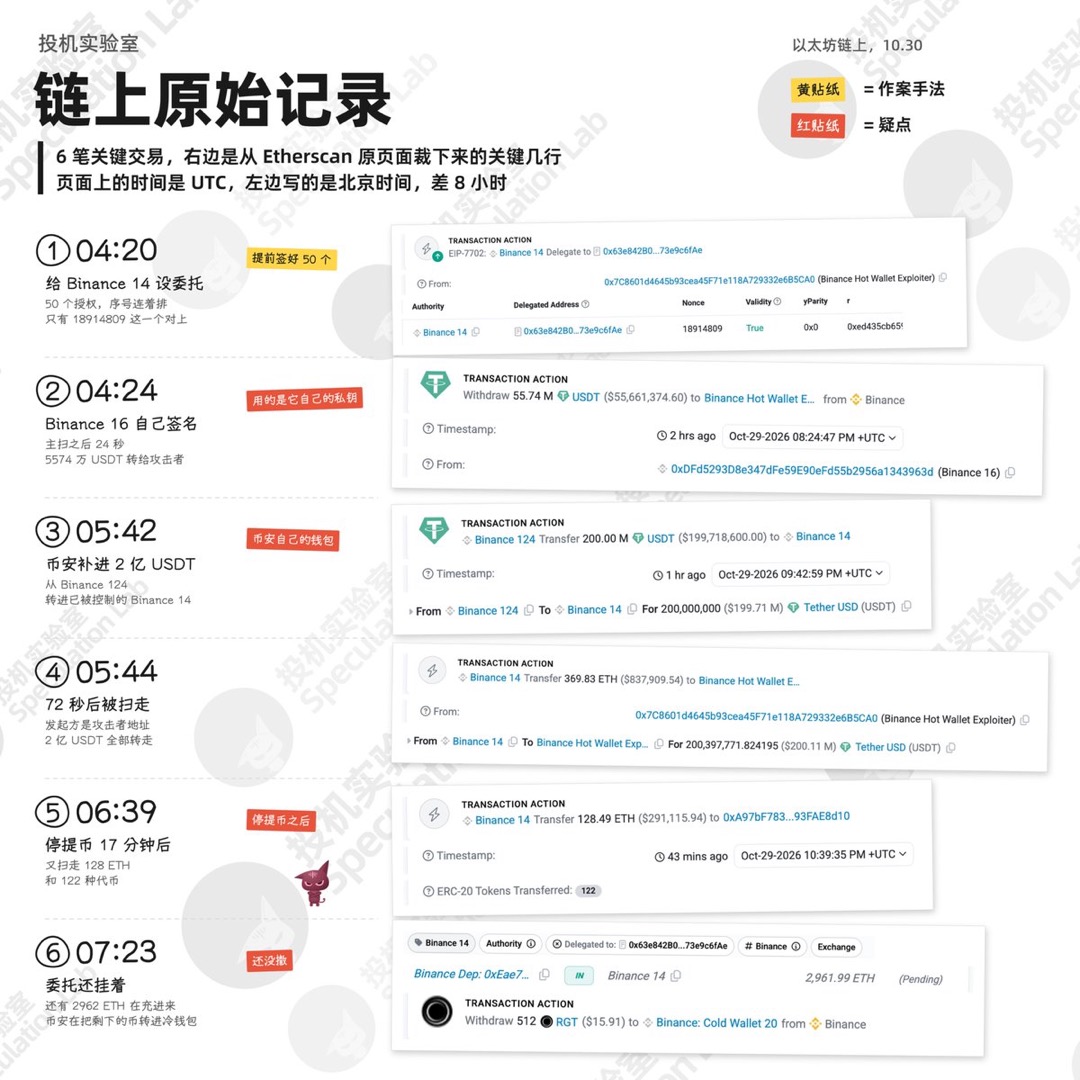 投机实验室
链上原始记录
6 笔关键交易，右边是从 Etherscan 原页面裁下来的关键几行
页面上的时间是 UTC，左边写的是北京时间，差 8 小时
以太坊链上，10.30
黄贴纸 = 作案手法
红贴纸 = 疑点
① 04:20
提前签好 50 个
给 Binance 14 设委托
50 个授权，序号连着排
只有 18914809 这一个对上
TRANSACTION ACTION
EIP-7702: Binance 14 Delegate to 0x63e842B0...73e9c6fAe
From: 0x7C8601d4645b93cea45F71e118A729332e6B5CA0 (Binance Hot Wallet Exploiter)
Authority Delegated Address Nonce Validity yParity r
Binance 14 0x63e842B0...73e9c6fAe 18914809 True 0x0 0xed435cb659
② 04:24
用的是它自己的私钥
Binance 16 自己签名
主扫之后 24 秒
5574 万 USDT 转给攻击者
TRANSACTION ACTION
Withdraw 55.74 M USDT ($55,661,374.60) to Binance Hot Wallet E... from Binance
Timestamp: 2 hrs ago Oct-29-2026 08:24:47 PM +UTC
From: 0xDFd5293D8e347dFe59E90eFd55b2956a1343963d (Binance 16)
③ 05:42
币安自己的钱包
币安补进 2 亿 USDT
从 Binance 124
转进已被控制的 Binance 14
TRANSACTION ACTION
Binance 124 Transfer 200.00 M USDT ($199,718,600.00) to Binance 14
Timestamp: 1 hr ago Oct-29-2026 09:42:59 PM +UTC
From Binance 124 To Binance 14 For 200,000,000 ($199.71 M) Tether USD (USDT)
④ 05:44
72 秒后被扫走
发起方是攻击者地址
2 亿 USDT 全部转走
TRANSACTION ACTION
Binance 14 Transfer 369.83 ETH ($837,909.54) to Binance Hot Wallet E...
From: 0x7C8601d4645b93cea45F71e118A729332e6B5CA0 (Binance Hot Wallet Exploiter)
From Binance 14 To Binance Hot Wallet Exp... For 200,397,771.824195 ($200.11 M) Tether USD (USDT)
⑤ 06:39
停提币之后
停提币 17 分钟后
又扫走 128 ETH
和 122 种代币
TRANSACTION ACTION
Binance 14 Transfer 128.49 ETH ($291,115.94) to 0xA97bF783...93FAE8d10
Timestamp: 43 mins ago Oct-29-2026 10:39:35 PM +UTC
ERC-20 Tokens Transferred: 122
⑥ 07:23
还没撤
委托还挂着
还有 2962 ETH 在充进来
币安在把剩下的币转进冷钱包
Binance 14 Authority Delegated to: 0x63e842B0...73e9c6fAe # Binance Exchange
Binance Dep: 0xEae7... IN Binance 14 2,961.99 ETH (Pending)
TRANSACTION ACTION
Withdraw 512 RGT ($15.91) to Binance: Cold Wallet 20 from Binance